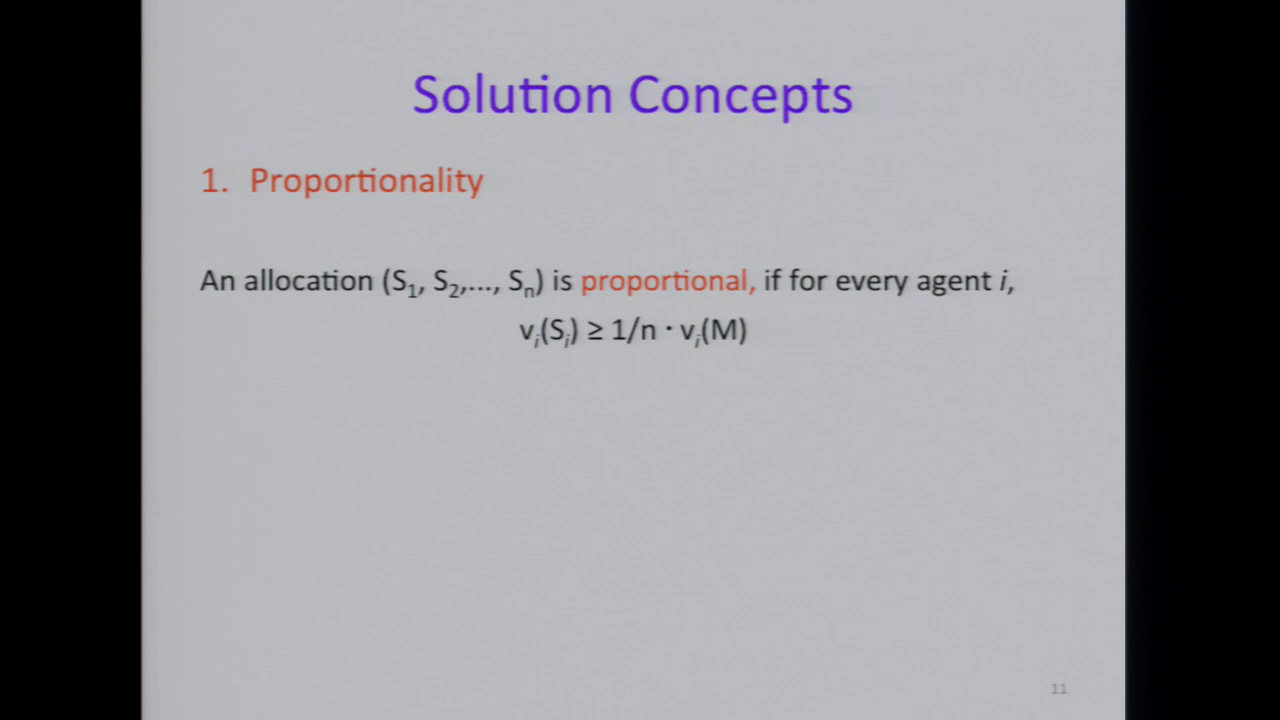 Solution Concepts
1. Proportionality
An allocation (S₁, S₂,..., Sₙ) is proportional, if for every agent i,
vᵢ(Sᵢ) ≥ 1/n · vᵢ(M)
11